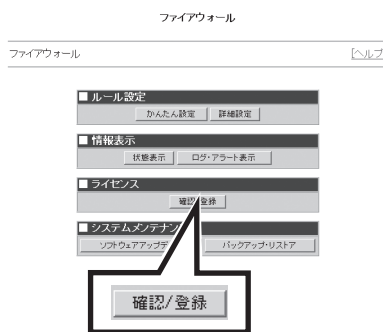 ファイアウォール
ファイアウォール [ヘルプ
■ ルール設定
かんたん設定 詳細設定
■ 情報表示
状態表示 ログ・アラート表示
■ ライセンス
確認/登録
■ システムメンテナン
ソフトウェアアップデ バックアップ・リストア
確認/登録